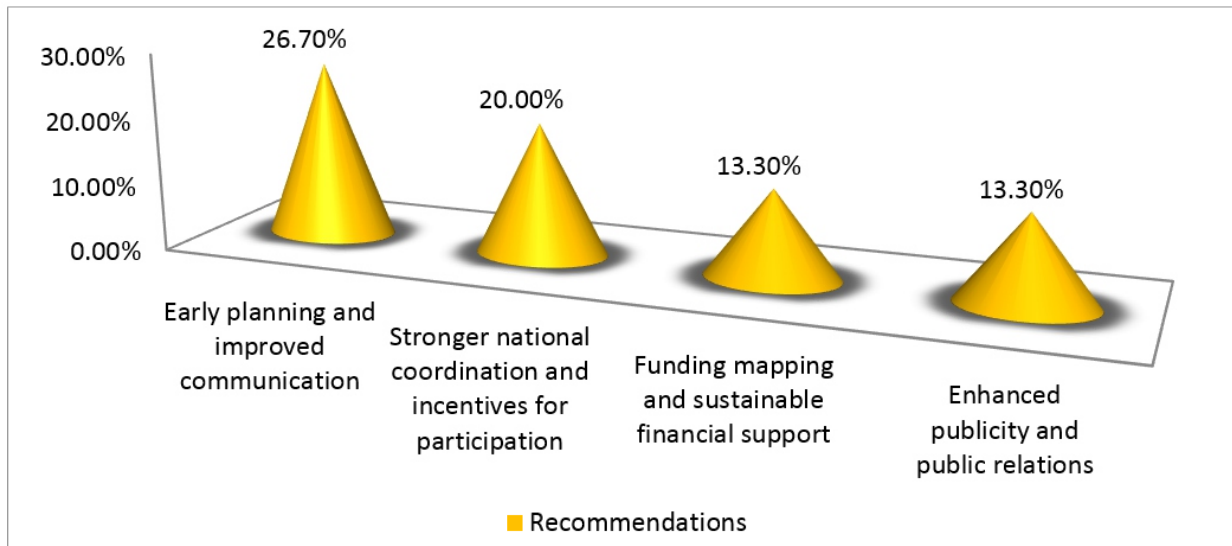 26.70%
30.00%
20.00%
20.00%
13.30%
13.30%
10.00%
0.00%
Early planning and
improved
communication
Stronger national
coordination and
incentives for
participation
Funding mapping
and sustainable
financial support
Enhanced
publicity and
public relations
Recommendations